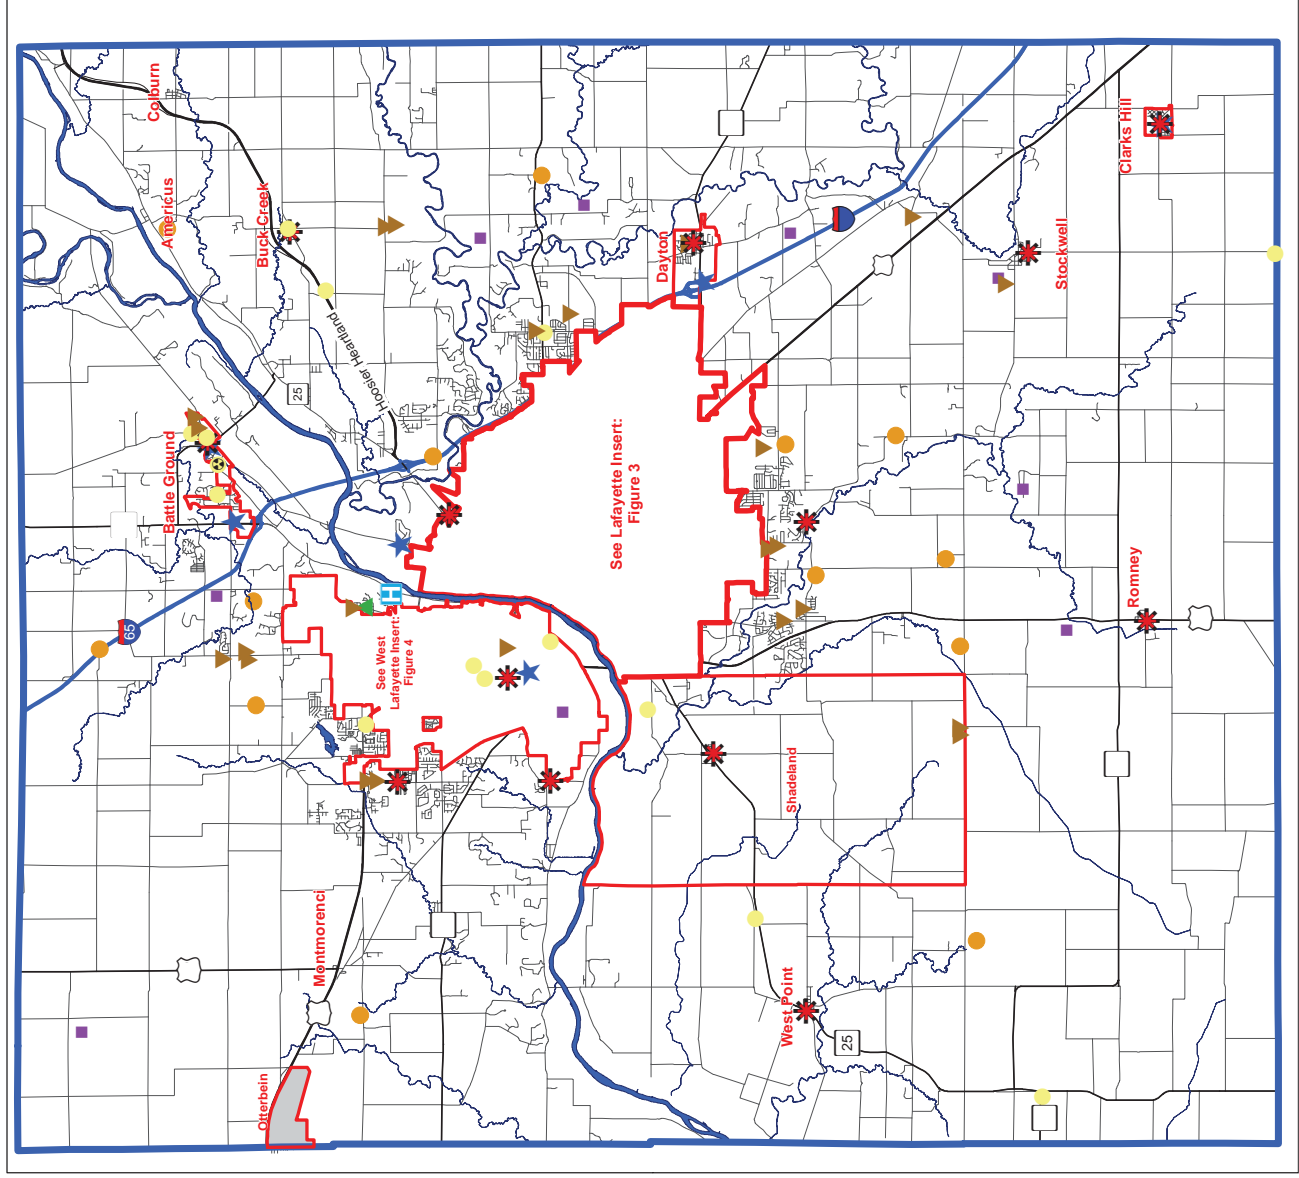 Colburn
Americus
Buck Creek
Hoosier Heartland
25
Battle Ground
65
Dayton
Clarks Hill
Stockwell
See Lafayette Insert:
Figure 3
See West
Lafayette Insert:
Figure 4
Romney
Shadeland
Montmorenci
West Point
25
Otterbein